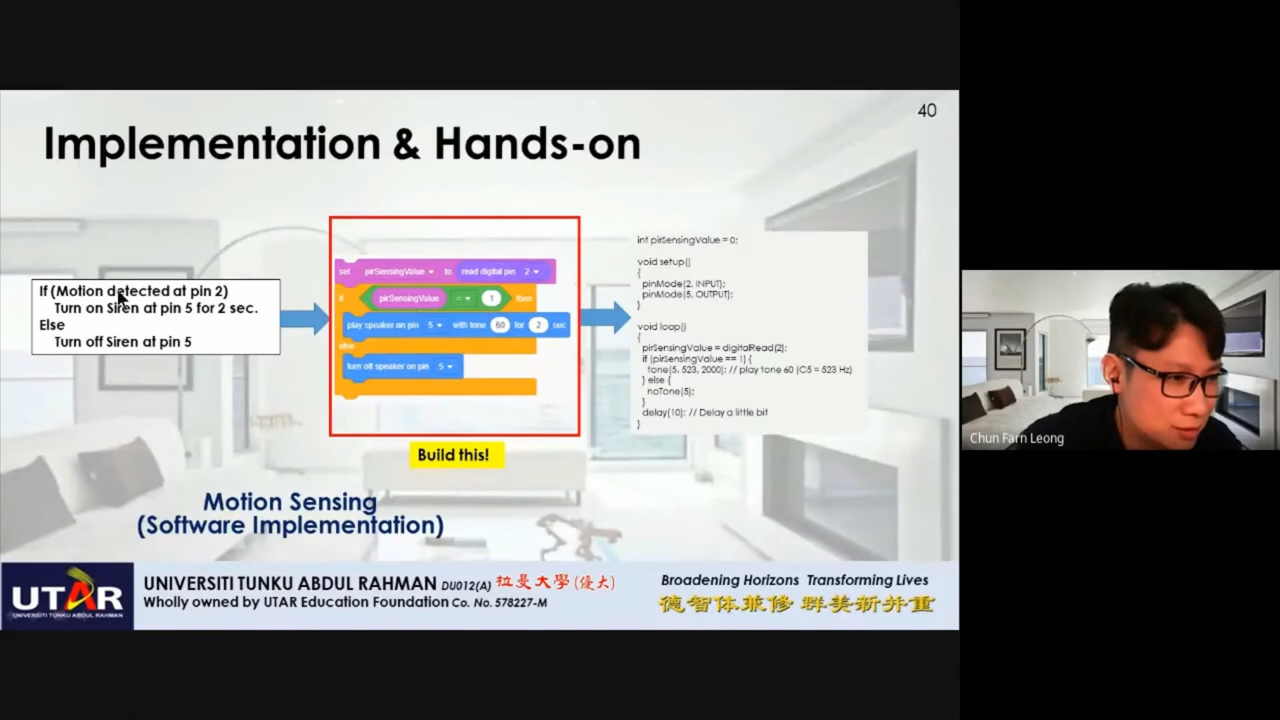 40
Implementation & Hands-on
If (Motion detected at pin 2)
Turn on Siren at pin 5 for 2 sec.
Else
Turn off Siren at pin 5
set pirSensingValue to read digital pin 2
if pirSensingValue = 1 then
play speaker on pin 5 with tone 60 for 2 sec
else
turn off speaker on pin 5
int pirSensingValue = 0;
void setup()
{
pinMode(2, INPUT);
pinMode(5, OUTPUT);
}
void loop()
{
pirSensingValue = digitalRead(2);
if (pirSensingValue == 1) {
tone(5, 523, 2000); // play tone 60 (C5 = 523 Hz)
} else {
noTone(5);
}
delay(10); // Delay a little bit
}
Build this!
Motion Sensing
(Software Implementation)
UTAR
UNIVERSITI TUNKU ABDUL RAHMAN
UNIVERSITI TUNKU ABDUL RAHMAN DU012(A) 拉曼大學(優大)
Wholly owned by UTAR Education Foundation Co. No. 578227-M
Broadening Horizons Transforming Lives
德智体兼修 群美新并重
Chun Farn Leong